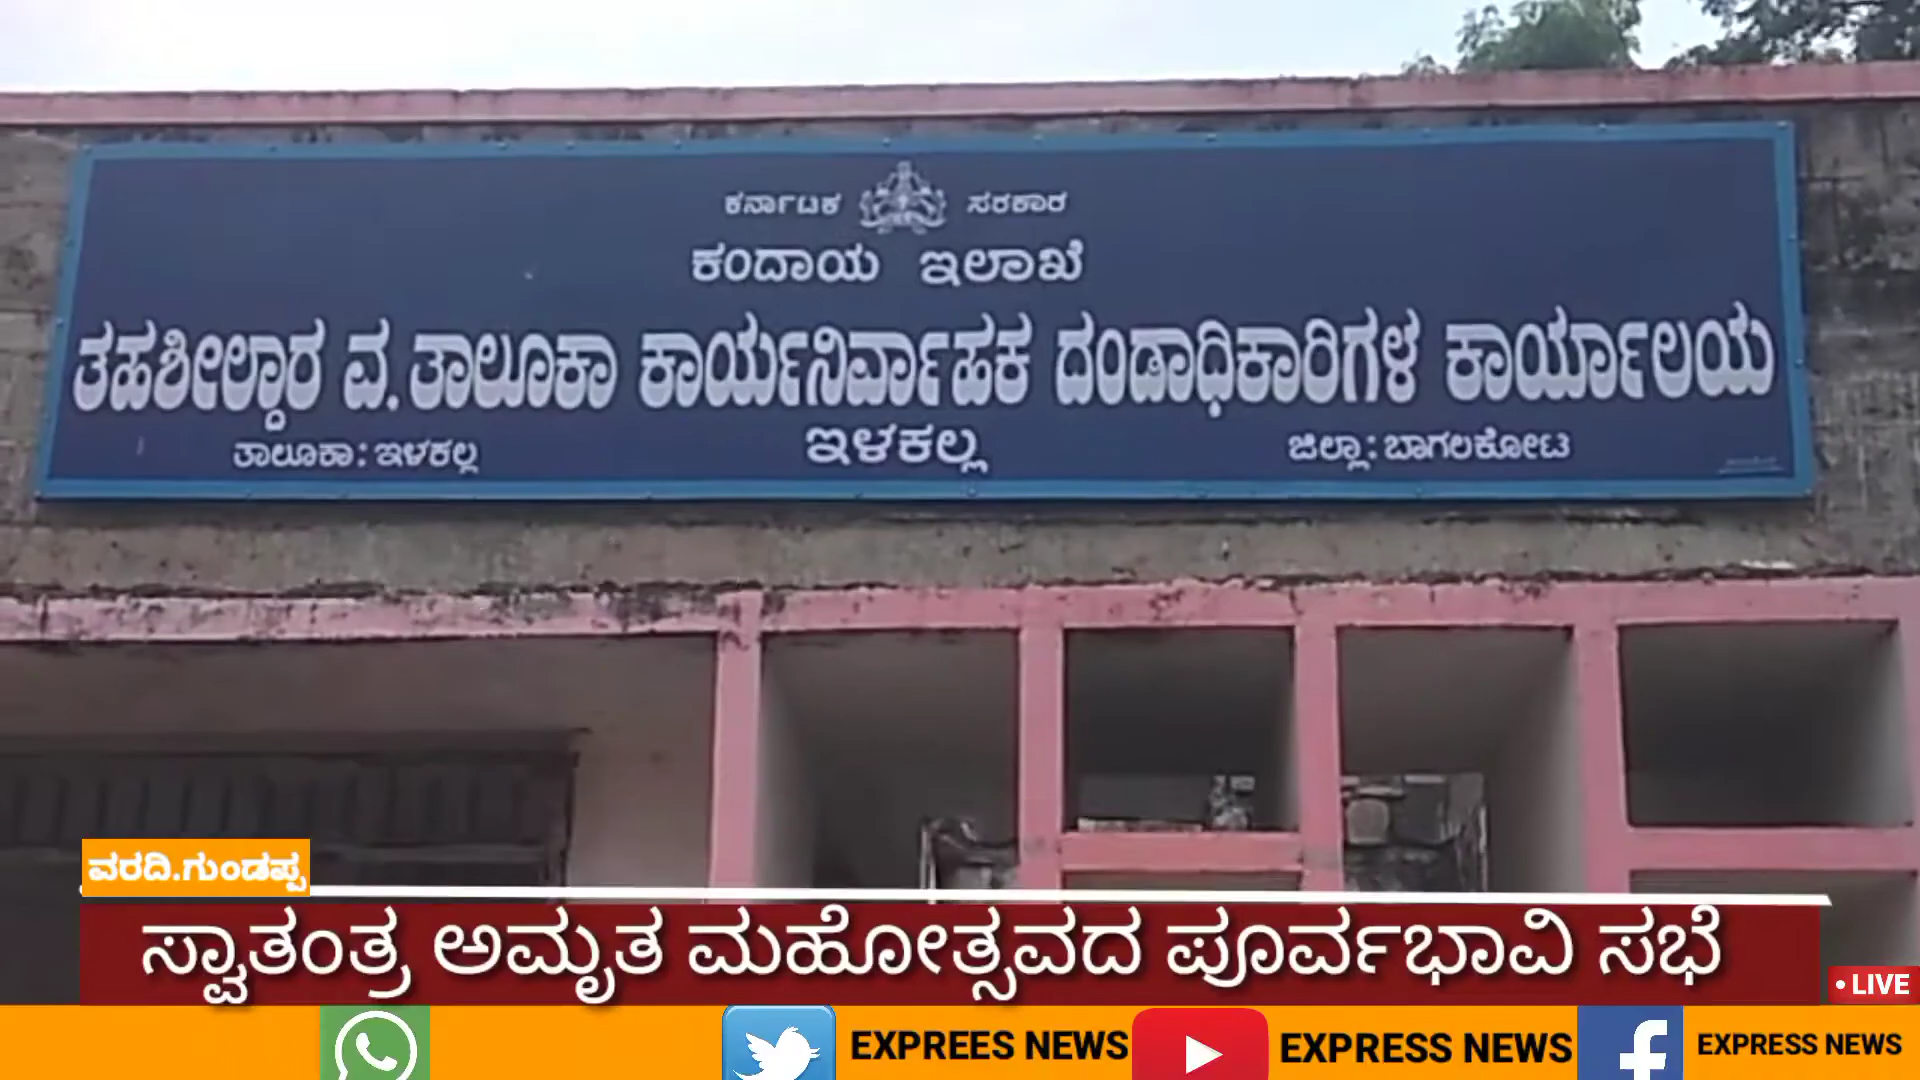 ಕರ್ನಾಟಕ ಸರಕಾರ
ಕಂದಾಯ ಇಲಾಖೆ
ತಹಶೀಲ್ದಾರ ವ. ತಾಲೂಕಾ ಕಾರ್ಯನಿರ್ವಾಹಕ ದಂಡಾಧಿಕಾರಿಗಳ ಕಾರ್ಯಾಲಯ
ತಾಲೂಕಾ: ಇಳಕಲ್ಲ ಇಳಕಲ್ಲ ಜಿಲ್ಲಾ: ಬಾಗಲಕೋಟ
ವರದಿ.ಗುಂಡಪ್ಪ
ಸ್ವಾತಂತ್ರ ಅಮೃತ ಮಹೋತ್ಸವದ ಪೂರ್ವಭಾವಿ ಸಭೆ
• LIVE
EXPREES NEWS EXPRESS NEWS EXPRESS NEWS